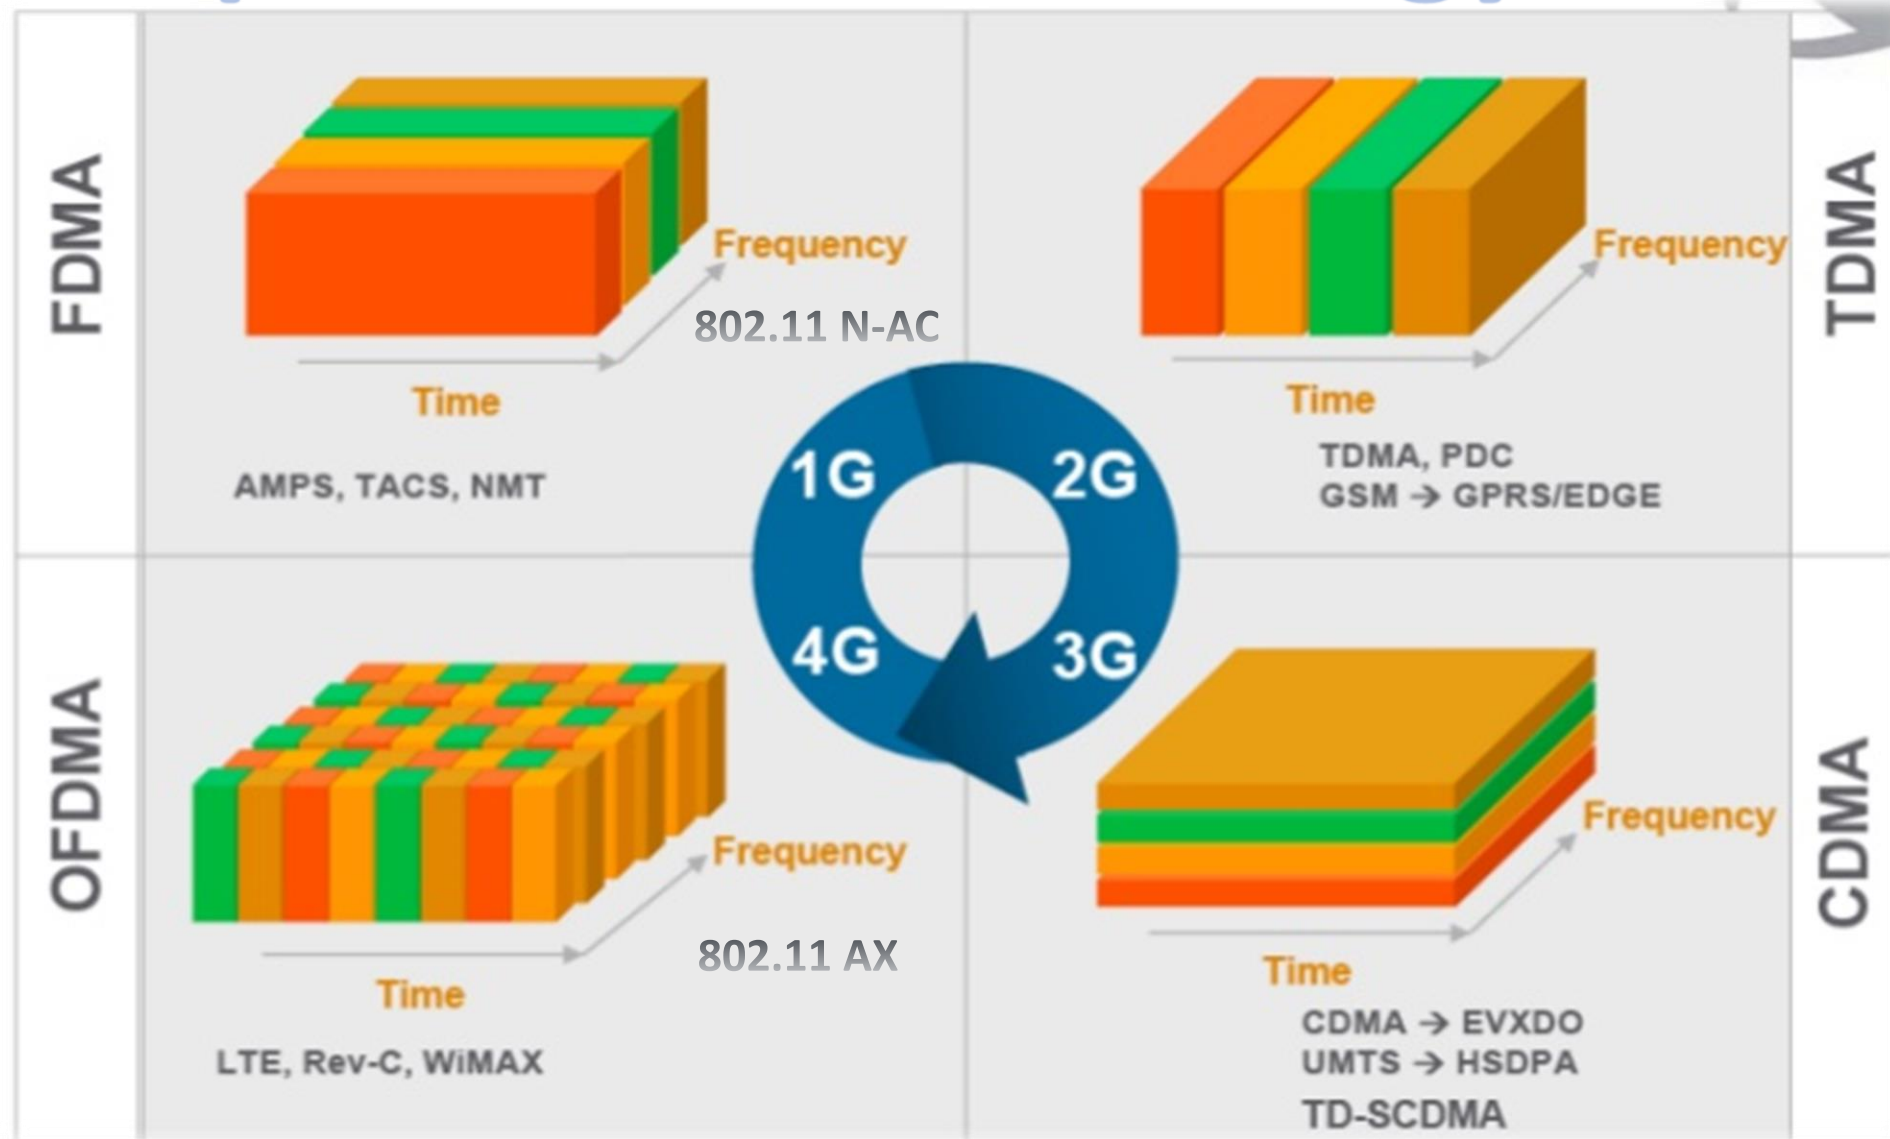 FDMA
Frequency
802.11 N-AC
Time
AMPS, TACS, NMT
TDMA
Frequency
Time
TDMA, PDC
GSM → GPRS/EDGE
1G
2G
4G
3G
OFDMA
Frequency
802.11 AX
Time
LTE, Rev-C, WiMAX
CDMA
Frequency
Time
CDMA → EVXDO
UMTS → HSDPA
TD-SCDMA